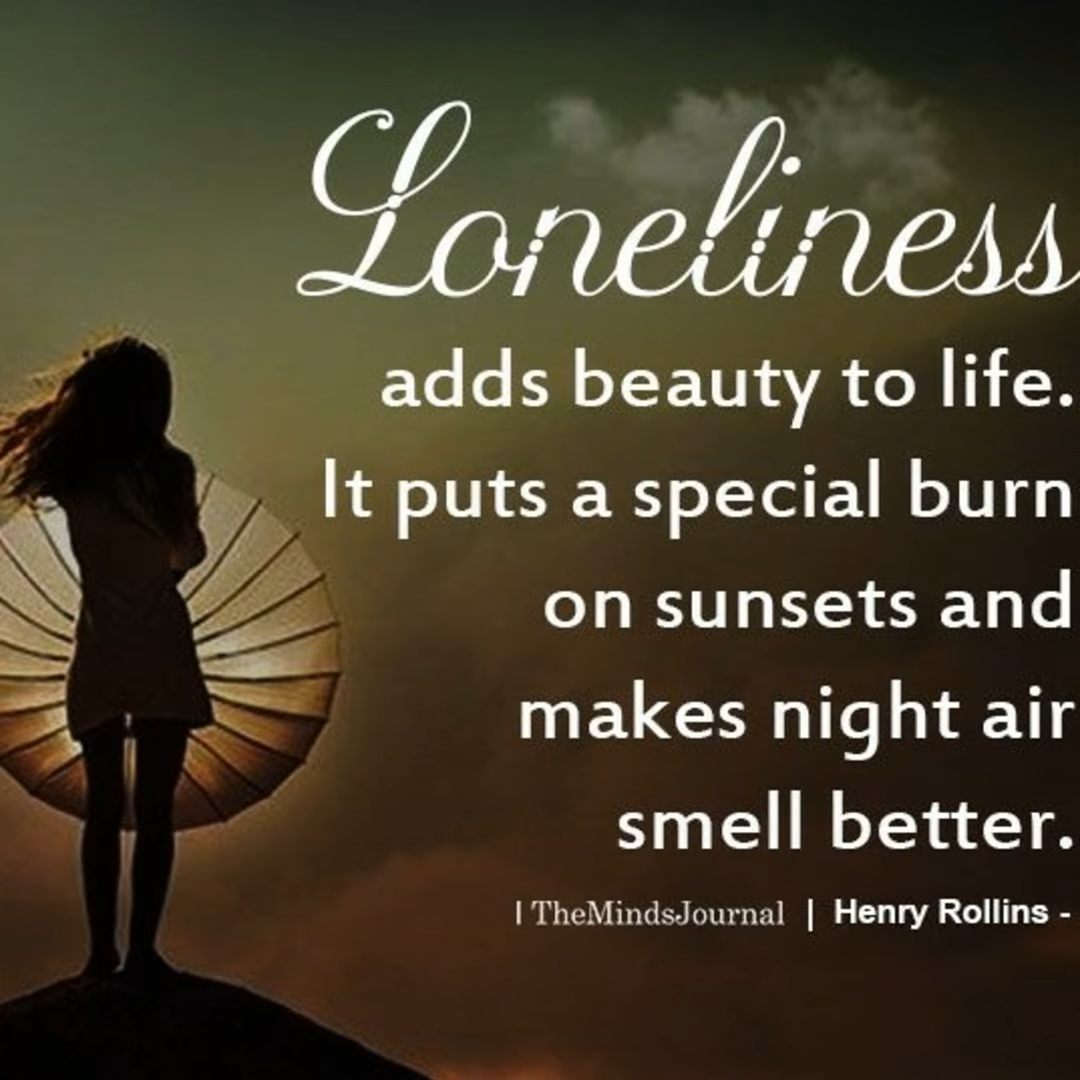 Loneliness
adds beauty to life.
It puts a special burn
on sunsets and
makes night air
smell better.
| TheMindsJournal | Henry Rollins -